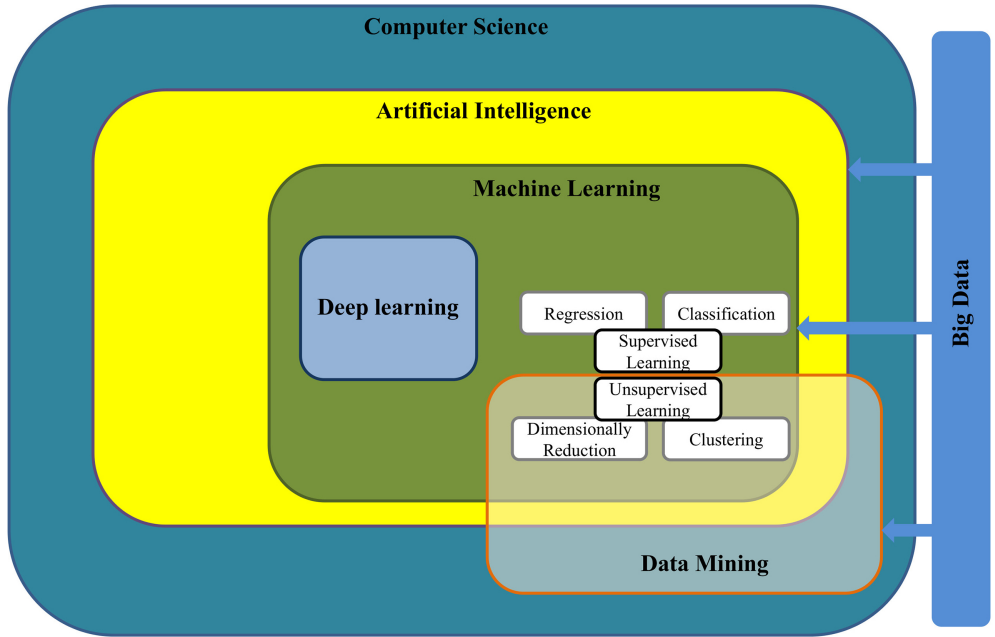 Computer Science
Artificial Intelligence
Machine Learning
Deep learning
Regression
Classification
Supervised
Learning
Unsupervised
Learning
Dimensionally
Reduction
Clustering
Data Mining
Big Data